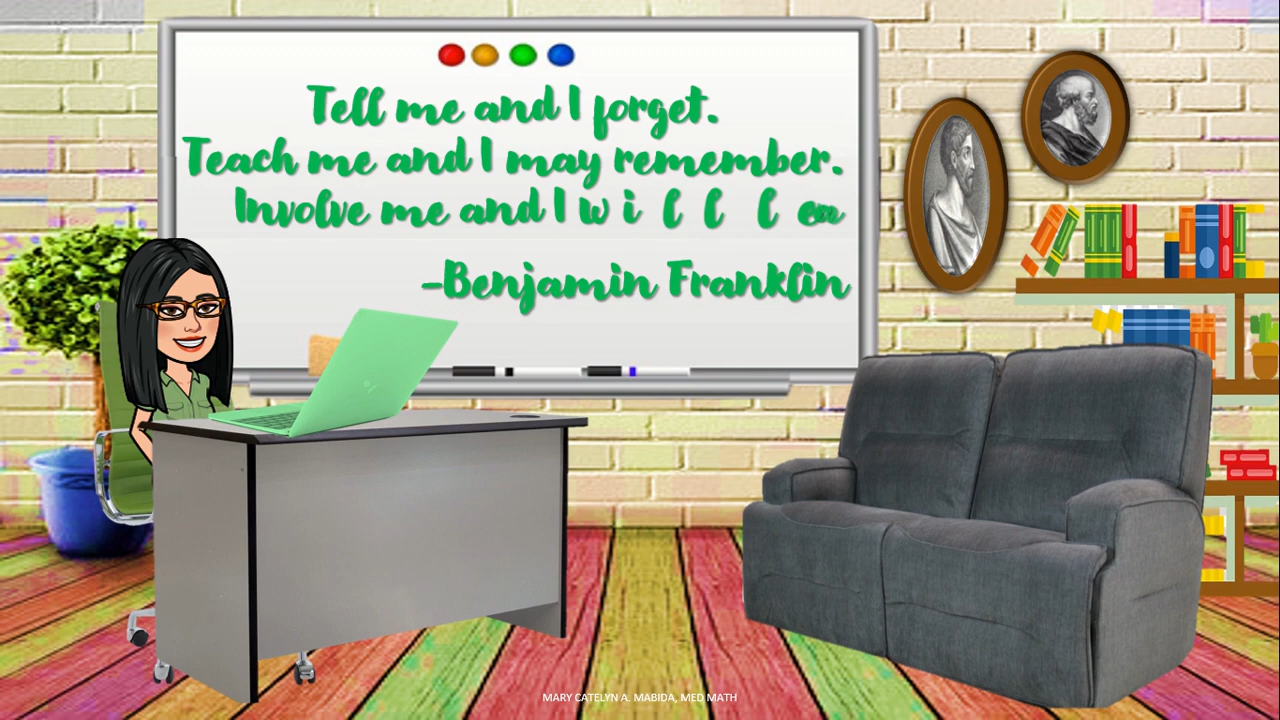 Tell me and I forget.
Teach me and I may remember.
Involve me and I w i l l l
-Benjamin Franklin
MARY CATELYN A. MABIDA, MED MATH